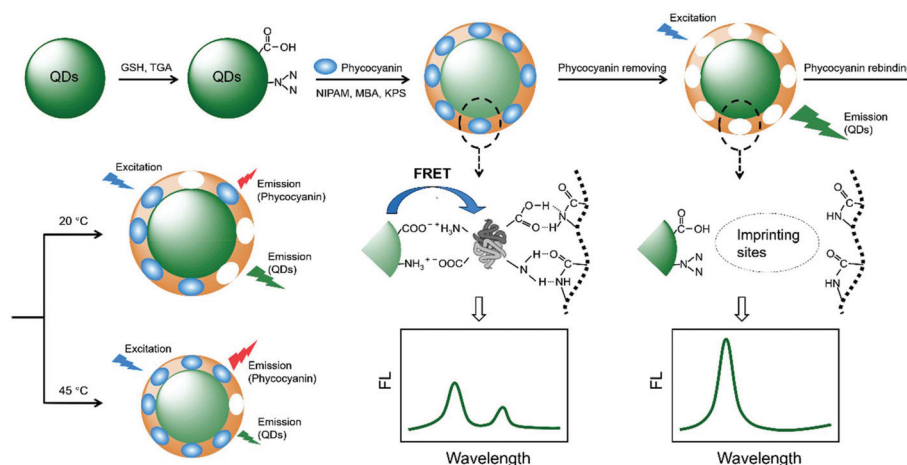 QDs
GSH, TGA
QDs
C
O
OH
N
N
N
Phycocyanin
NIPAM, MBA, KPS
Phycocyanin removing
Excitation
Emission
(QDs)
Phycocyanin rebinding
20 °C
Excitation
Emission
(Phycocyanin)
Emission
(QDs)
45 °C
Excitation
Emission
(Phycocyanin)
Emission
(QDs)
FRET
COO⁻⁺H₃N
NH₃⁺⁻OOC
O-H
C
O
O-H
N
O
C
N
H
H
O
C
NH
C
O
OH
N
N
N
Imprinting
sites
O
C
HN
O
C
HN
FL
Wavelength
FL
Wavelength